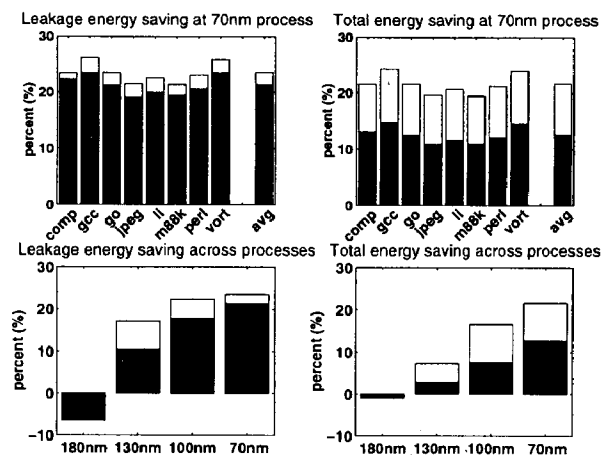 Leakage energy saving at 70nm process
30
20
10
0
percent (%)
comp gcc go jpeg li m88k perl vort avg
Total energy saving at 70nm process
30
20
10
0
percent (%)
comp gcc go jpeg li m88k perl vort avg
Leakage energy saving across processes
30
20
10
0
-10
percent (%)
180nm 130nm 100nm 70nm
Total energy saving across processes
30
20
10
0
-10
percent (%)
180nm 130nm 100nm 70nm